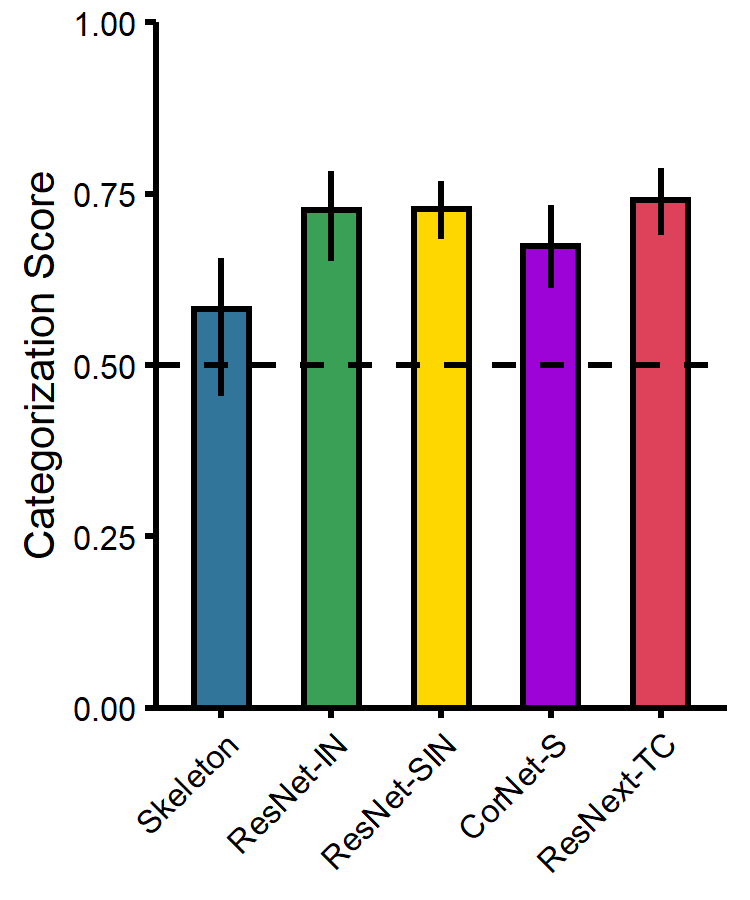 Categorization Score
1.00
0.75
0.50
0.25
0.00
Skeleton
ResNet-IN
ResNet-SIN
CorNet-S
ResNext-TC